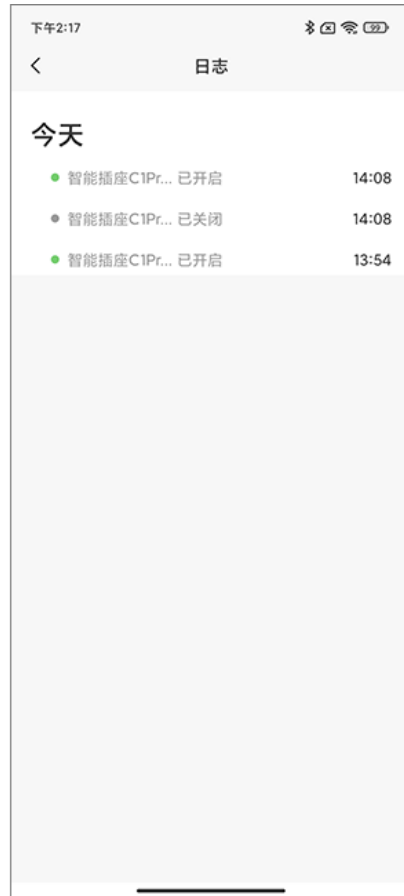 下午2:17 99
日志
今天
智能插座C1Pr... 已开启 14:08
智能插座C1Pr... 已关闭 14:08
智能插座C1Pr... 已开启 13:54